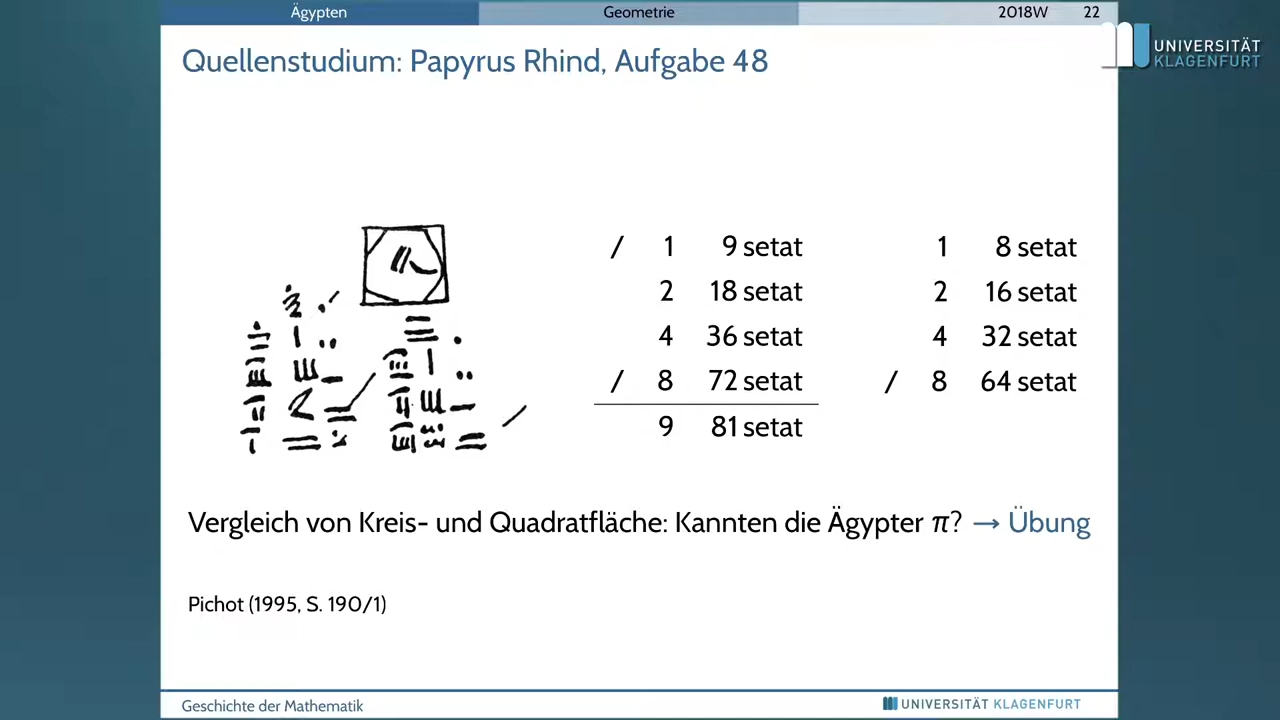 Ägypten Geometrie 2018W 22
UNIVERSITÄT
KLAGENFURT
Quellenstudium: Papyrus Rhind, Aufgabe 48
/ 1 9 setat 1 8 setat
2 18 setat 2 16 setat
4 36 setat 4 32 setat
/ 8 72 setat / 8 64 setat
9 81 setat
Vergleich von Kreis- und Quadratfläche: Kannten die Ägypter π? → Übung
Pichot (1995, S. 190/1)
Geschichte der Mathematik UNIVERSITÄT KLAGENFURT